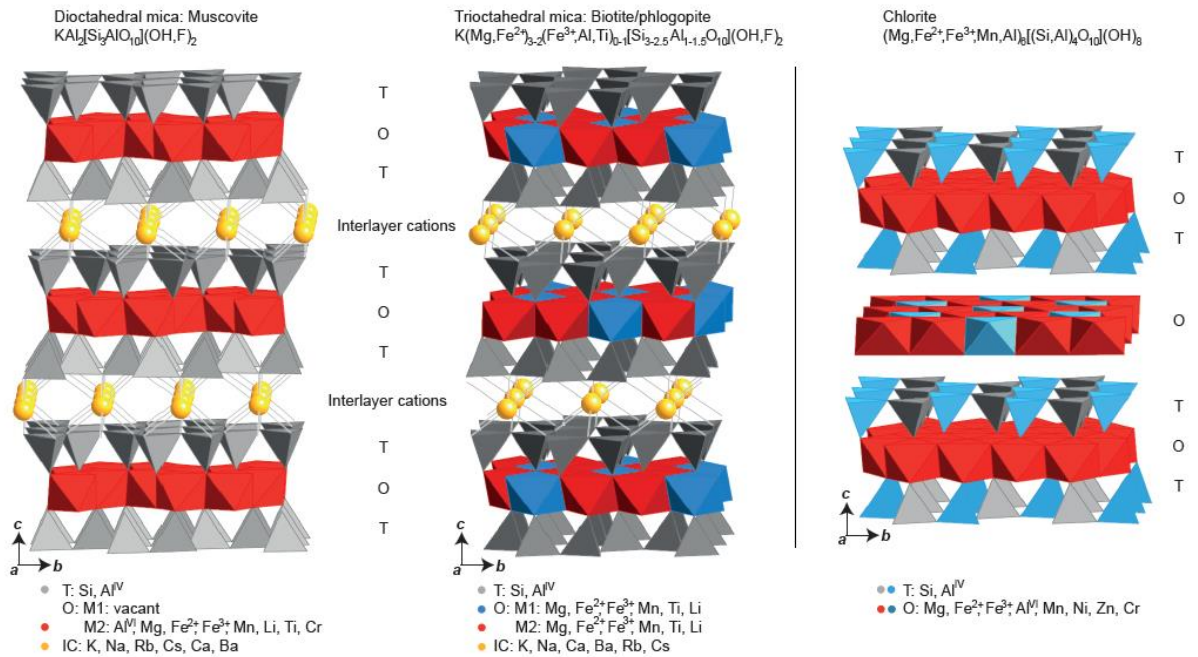 Dioctahedral mica: Muscovite
KAl2[Si3AlO10](OH,F)2
T
O
T
Interlayer cations
T
O
T
Interlayer cations
T
O
T
c
a
b
T: Si, AlIV
O: M1: vacant
M2: AlVI, Mg, Fe2+, Fe3+, Mn, Li, Ti, Cr
IC: K, Na, Rb, Cs, Ca, Ba
Trioctahedral mica: Biotite/phlogopite
K(Mg,Fe2+)3-2(Fe3+,Al,Ti)0-1[Si3-2.5Al1-1.5O10](OH,F)2
c
a
b
T: Si, AlIV
O: M1: Mg, Fe2+, Fe3+, Mn, Ti, Li
M2: Mg, Fe2+, Fe3+, Mn, Ti, Li
IC: K, Na, Ca, Ba, Rb, Cs
Chlorite
(Mg,Fe2+,Fe3+,Mn,Al)6[(Si,Al)4O10](OH)8
T
O
T
O
T
O
T
c
a
b
T: Si, AlIV
O: Mg, Fe2+, Fe3+, AlVI, Mn, Ni, Zn, Cr